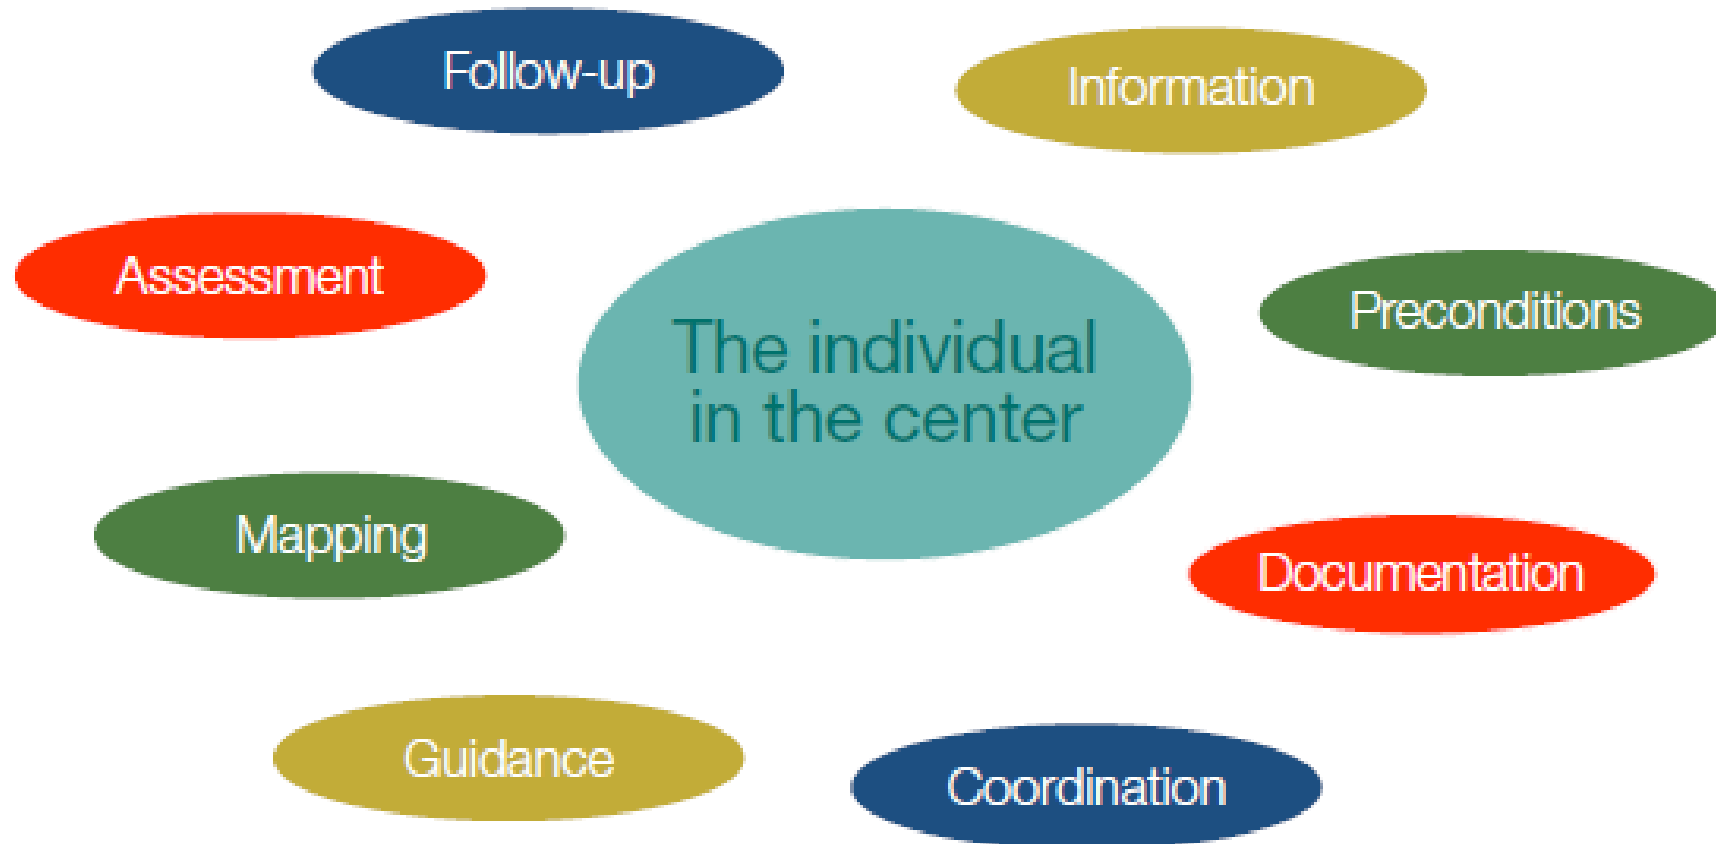 Follow-up
Information
Assessment
Preconditions
The individual
in the center
Mapping
Documentation
Guidance
Coordination